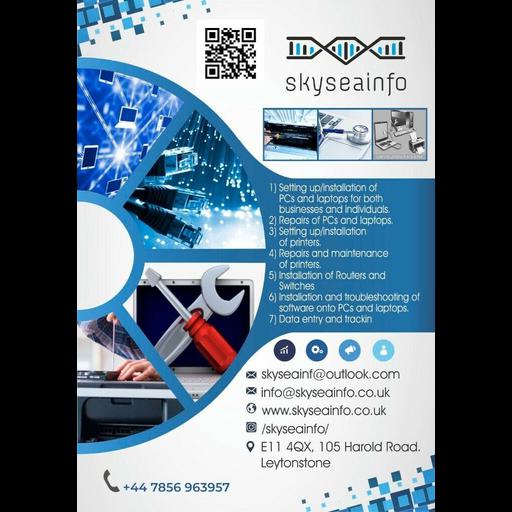 skyseainfo
1) Setting up/installation of
PCs and laptops for both
businesses and individuals.
2) Repairs of PCs and laptops.
3) Setting up/installation
of printers.
4) Repairs and maintenance
of printers.
5) Installation of Routers and
Switches
6) Installation and troubleshooting of
software onto PCs and laptops.
7) Data entry and trackin
skyseainf@outlook.com
info@skyseainfo.co.uk
www.skyseainfo.co.uk
/skyseainfo/
E11 4QX, 105 Harold Road.
Leytonstone
+44 7856 963957